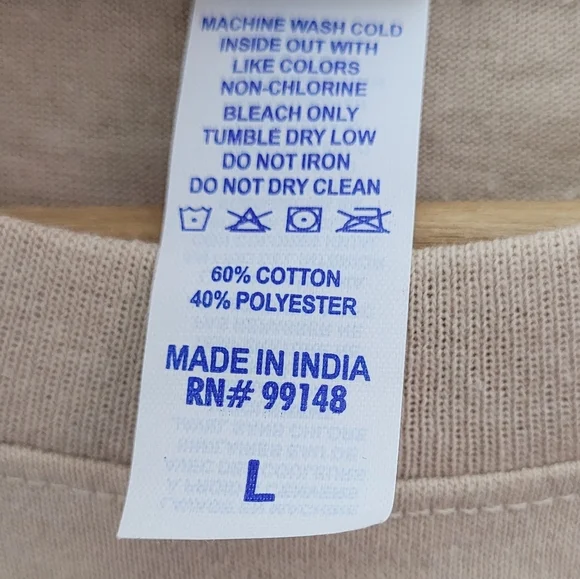 MACHINE WASH COLD
INSIDE OUT WITH
LIKE COLORS
NON-CHLORINE
BLEACH ONLY
TUMBLE DRY LOW
DO NOT IRON
DO NOT DRY CLEAN
60% COTTON
40% POLYESTER
MADE IN INDIA
RN# 99148
L